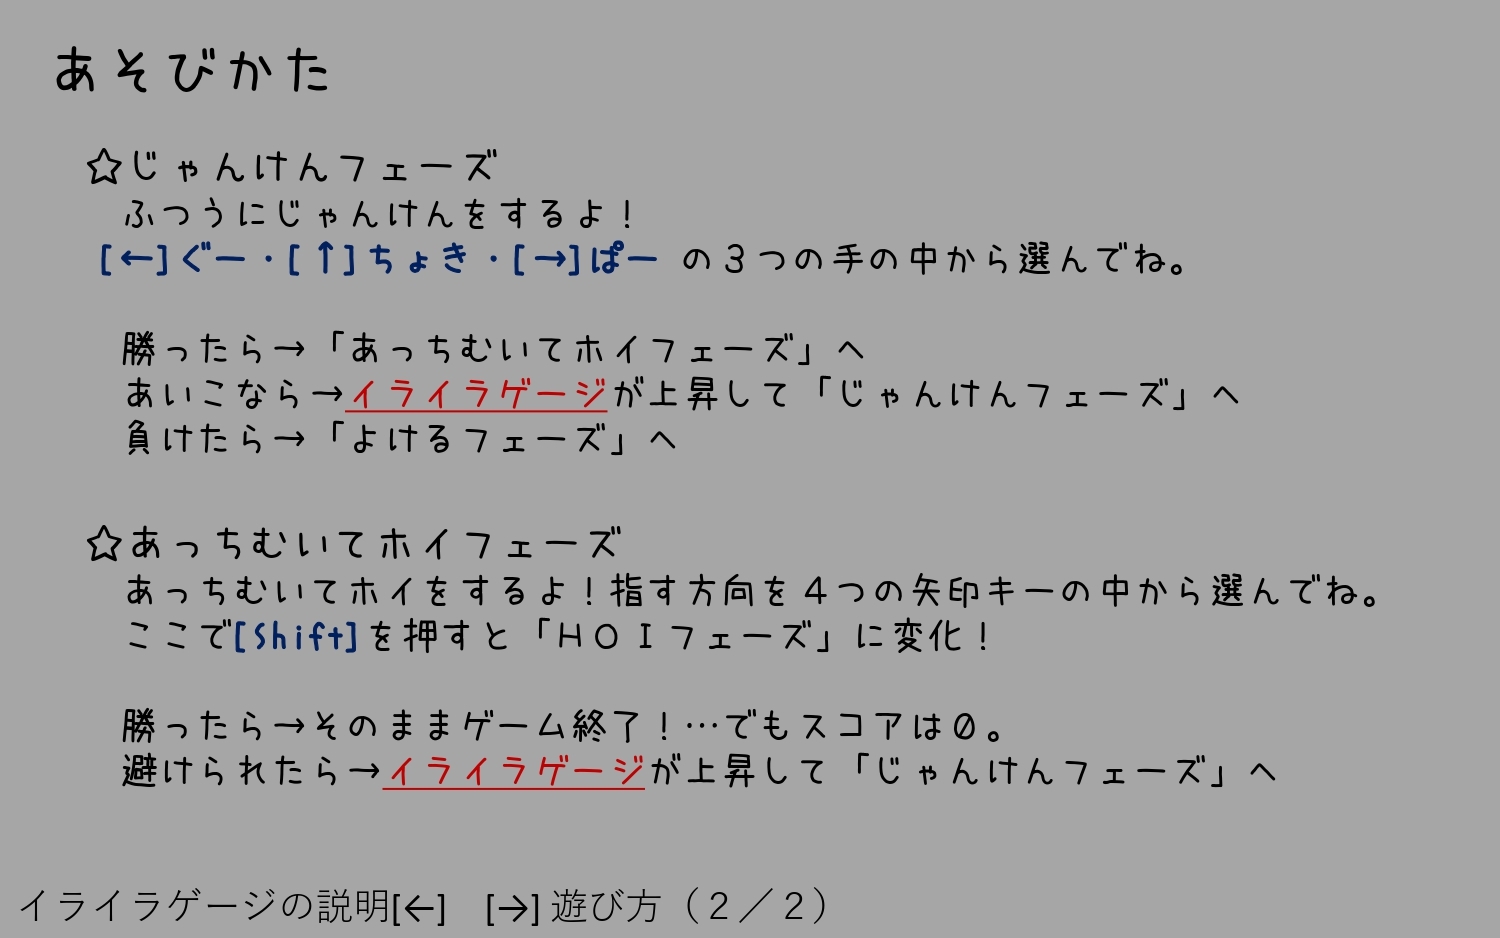 あそびかた
☆じゃんけんフェーズ
ふつうにじゃんけんをするよ！
[←]ぐー・[↑]ちょき・[→]ぱー の３つの手の中から選んでね。
勝ったら→「あっちむいてホイフェーズ」へ
あいこなら→イライラゲージが上昇して「じゃんけんフェーズ」へ
負けたら→「よけるフェーズ」へ
☆あっちむいてホイフェーズ
あっちむいてホイをするよ！指す方向を４つの矢印キーの中から選んでね。
ここで[Shift]を押すと「ＨＯＩフェーズ」に変化！
勝ったら→そのままゲーム終了！…でもスコアは０。
避けられたら→イライラゲージが上昇して「じゃんけんフェーズ」へ
イライラゲージの説明[←]　[→] 遊び方（２／２）